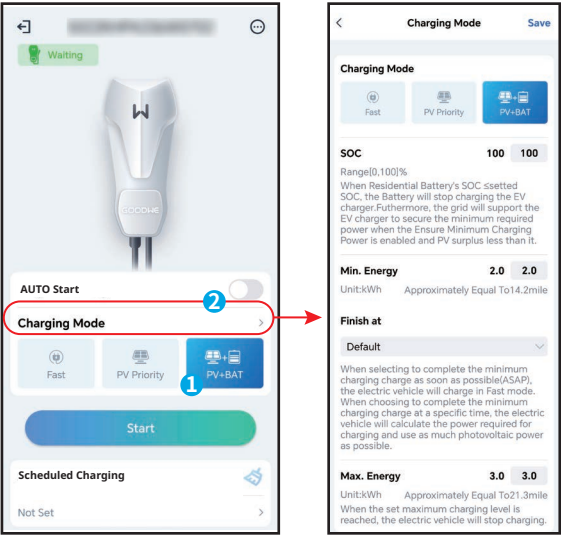 Waiting
GOODWE
AUTO Start
2
Charging Mode
Fast
PV Priority
1
PV+BAT
Start
Scheduled Charging
Not Set
Charging Mode
Save
Charging Mode
Fast
PV Priority
PV+BAT
SOC 100 100
Range[0,100]%
When Residential Battery's SOC ≤setted
SOC, the Battery will stop charging the EV
charger.Futhermore, the grid will support the
EV charger to secure the minimum required
power when the Ensure Minimum Charging
Power is enabled and PV surplus less than it.
Min. Energy 2.0 2.0
Unit:kWh Approximately Equal To14.2mile
Finish at
Default
When selecting to complete the minimum
charging charge as soon as possible(ASAP),
the electric vehicle will charge in Fast mode.
When choosing to complete the minimum
charging charge at a specific time, the electric
vehicle will calculate the power required for
charging and use as much photovoltaic power
as possible.
Max. Energy 3.0 3.0
Unit:kWh Approximately Equal To21.3mile
When the set maximum charging level is
reached, the electric vehicle will stop charging.